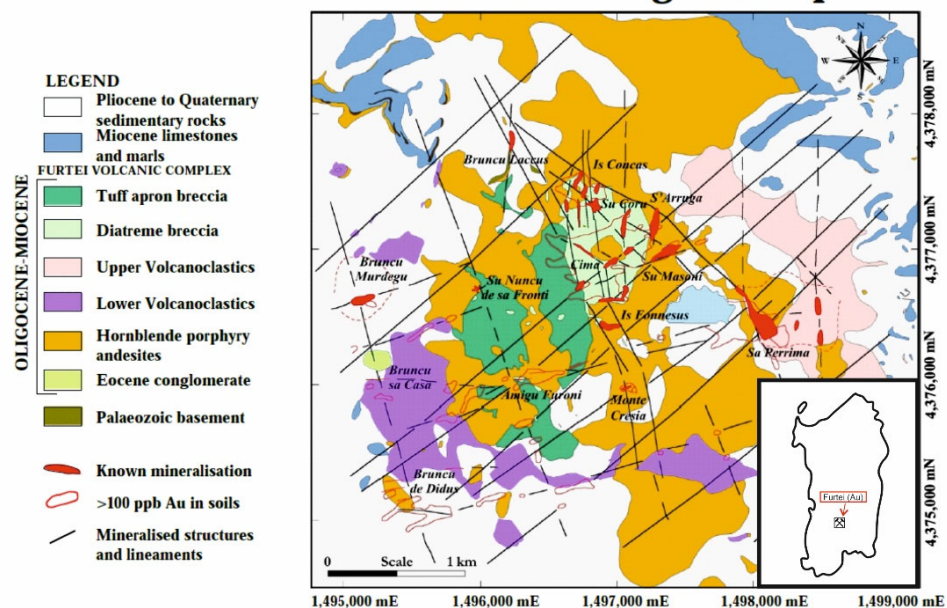 LEGEND
Pliocene to Quaternary
sedimentary rocks
Miocene limestones
and marls
FURTEI VOLCANIC COMPLEX
OLIGOCENE-MIOCENE
Tuff apron breccia
Diatreme breccia
Upper Volcanoclastics
Lower Volcanoclastics
Hornblende porphyry
andesites
Eocene conglomerate
Palaeozoic basement
Known mineralisation
>100 ppb Au in soils
Mineralised structures
and lineaments
N
W
E
S
Bruncu Laccus
Is Concas
Su Coru
S'Arruga
Bruncu
Murdegu
Cima
Su Masoni
Su Nuncu
de sa Fronti
Is Fonnesus
Sa Perrima
Bruncu
sa Casa
Amigu Furoni
Monte
Cresia
Bruncu
de Didus
Furtei (Au)
0 Scale 1 km
4,378,000 mN
4,377,000 mN
4,376,000 mN
4,375,000 mN
1,495,000 mE
1,496,000 mE
1,497,000 mE
1,498,000 mE
1,499,000 mE